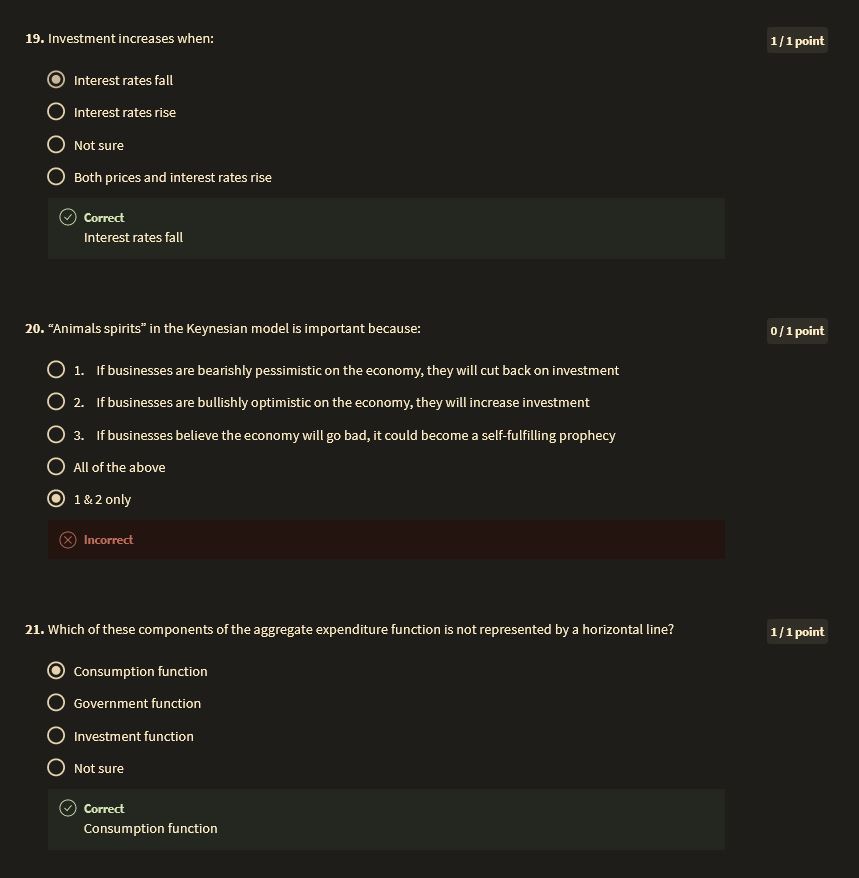 19. Investment increases when:
1 / 1 point
Interest rates fall
Interest rates rise
Not sure
Both prices and interest rates rise
Correct
Interest rates fall
20. “Animals spirits” in the Keynesian model is important because:
0 / 1 point
1. If businesses are bearishly pessimistic on the economy, they will cut back on investment
2. If businesses are bullishly optimistic on the economy, they will increase investment
3. If businesses believe the economy will go bad, it could become a self-fulfilling prophecy
All of the above
1 & 2 only
Incorrect
21. Which of these components of the aggregate expenditure function is not represented by a horizontal line?
1 / 1 point
Consumption function
Government function
Investment function
Not sure
Correct
Consumption function